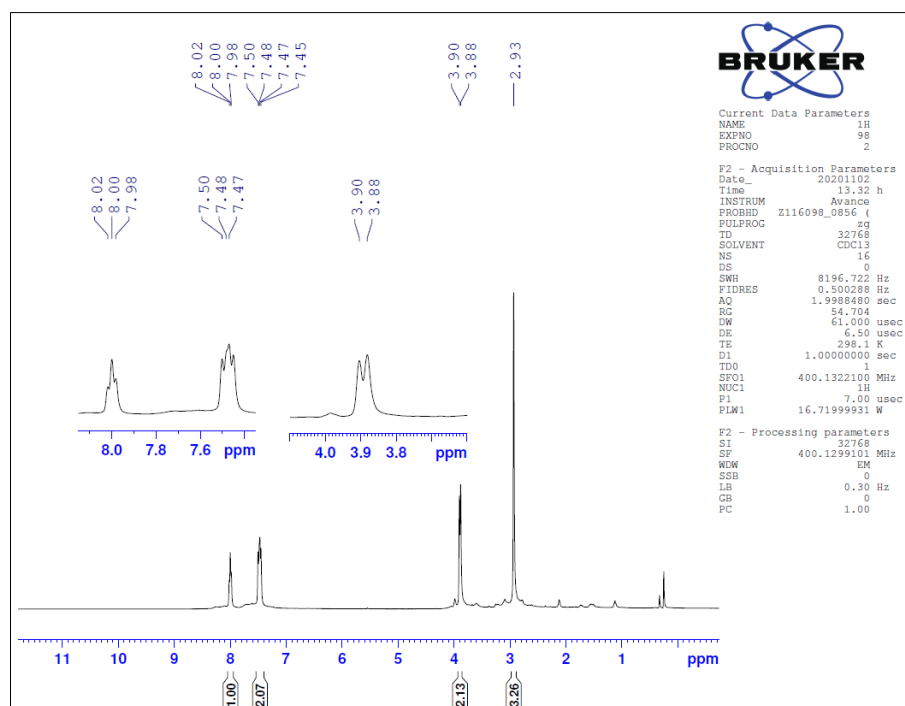 8.02
8.00
7.98
7.50
7.48
7.47
7.45
3.90
3.88
2.93
BRUKER
8.02
8.00
7.98
7.50
7.48
7.47
3.90
3.88
8.0 7.8 7.6 ppm
4.0 3.9 3.8 ppm
11 10 9 8 7 6 5 4 3 2 1 ppm
1.00
2.07
2.13
3.26
Current Data Parameters
NAME 1H
EXPNO 98
PROCNO 2
F2 - Acquisition Parameters
Date_ 20201102
Time 13.32 h
INSTRUM Avance
PROBHD Z116098_0856 (
PULPROG zg
TD 32768
SOLVENT CDCl3
NS 16
DS 0
SWH 8196.722 Hz
FIDRES 0.500288 Hz
AQ 1.9988480 sec
RG 54.704
DW 61.000 usec
DE 6.50 usec
TE 298.1 K
D1 1.00000000 sec
TD0 1
SFO1 400.1322100 MHz
NUC1 1H
P1 7.00 usec
PLW1 16.71999931 W
F2 - Processing parameters
SI 32768
SF 400.1299101 MHz
WDW EM
SSB 0
LB 0.30 Hz
GB 0
PC 1.00